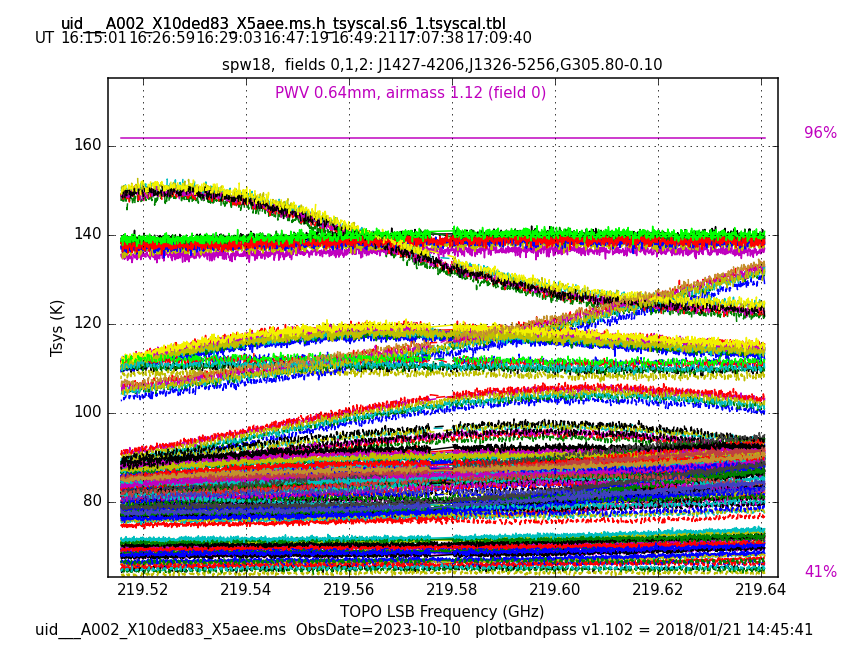 uid___A002_X10ded83_X5aee.ms.h_tsyscal.s6_1.tsyscal.tbl
UT 16:15:01 16:26:59 16:29:03 16:47:19 16:49:21 17:07:38 17:09:40
spw18,  fields 0,1,2: J1427-4206,J1326-5256,G305.80-0.10
PWV 0.64mm, airmass 1.12 (field 0)
96%
160
140
120
100
80
Tsys (K)
41%
219.52 219.54 219.56 219.58 219.60 219.62 219.64
TOPO LSB Frequency (GHz)
uid___A002_X10ded83_X5aee.ms  ObsDate=2023-10-10   plotbandpass v1.102 = 2018/01/21 14:45:41